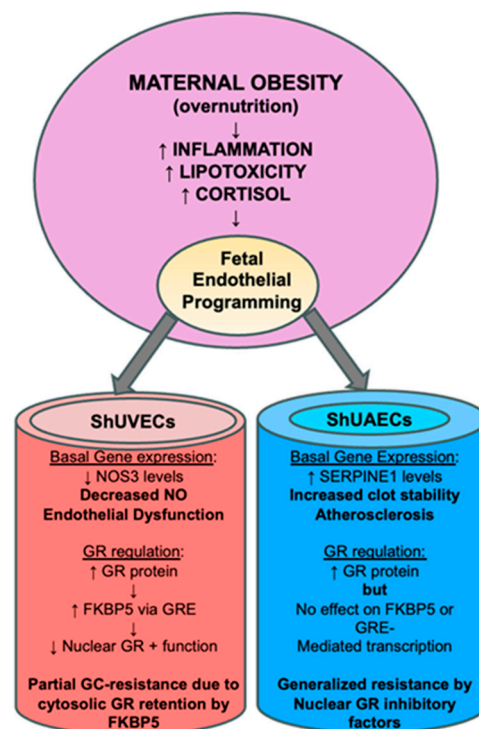 MATERNAL OBESITY
(overnutrition)
↓
↑ INFLAMMATION
↑ LIPOTOXICITY
↑ CORTISOL
↓
Fetal
Endothelial
Programming
ShUVECs
Basal Gene expression:
↓ NOS3 levels
Decreased NO
Endothelial Dysfunction
GR regulation:
↑ GR protein
↓
↑ FKBP5 via GRE
↓
↓ Nuclear GR + function
Partial GC-resistance due to
cytosolic GR retention by
FKBP5
ShUAECs
Basal Gene Expression:
↑ SERPINE1 levels
Increased clot stability
Atherosclerosis
GR regulation:
↑ GR protein
but
No effect on FKBP5 or
GRE-
Mediated transcription
Generalized resistance by
Nuclear GR inhibitory
factors